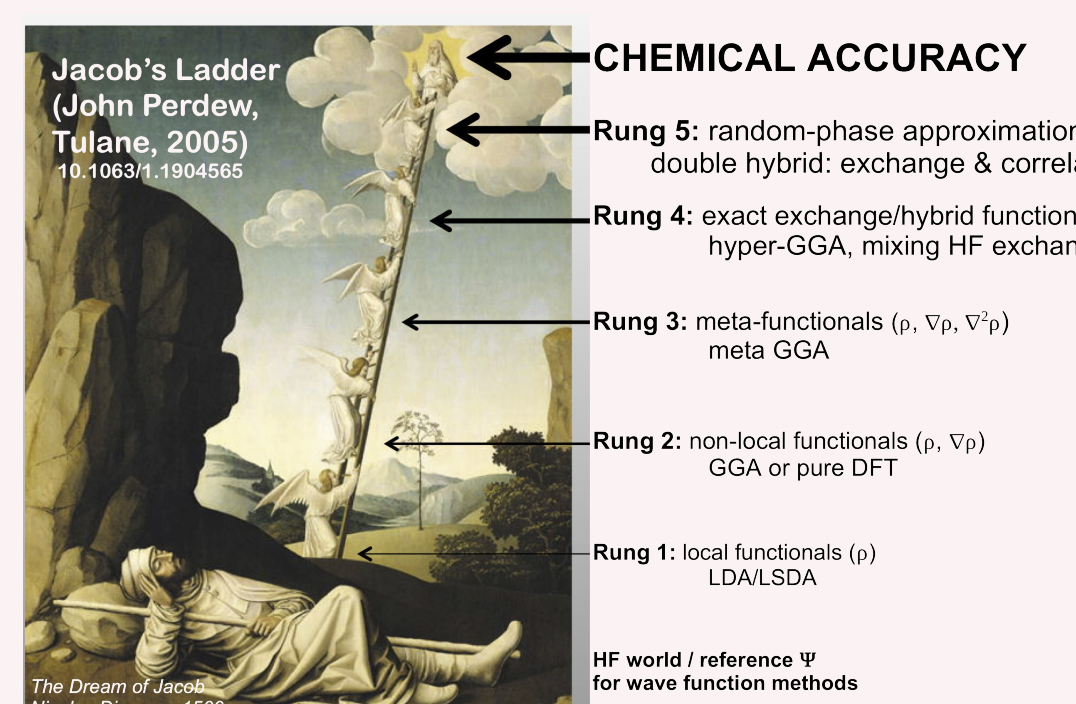 Jacob's Ladder
(John Perdew,
Tulane, 2005)
10.1063/1.1904565
CHEMICAL ACCURACY
Rung 5: random-phase approximation
double hybrid: exchange & correla
Rung 4: exact exchange/hybrid function
hyper-GGA, mixing HF exchan
Rung 3: meta-functionals (ρ, ∇ρ, ∇²ρ)
meta GGA
Rung 2: non-local functionals (ρ, ∇ρ)
GGA or pure DFT
Rung 1: local functionals (ρ)
LDA/LSDA
HF world / reference Ψ
for wave function methods
The Dream of Jacob